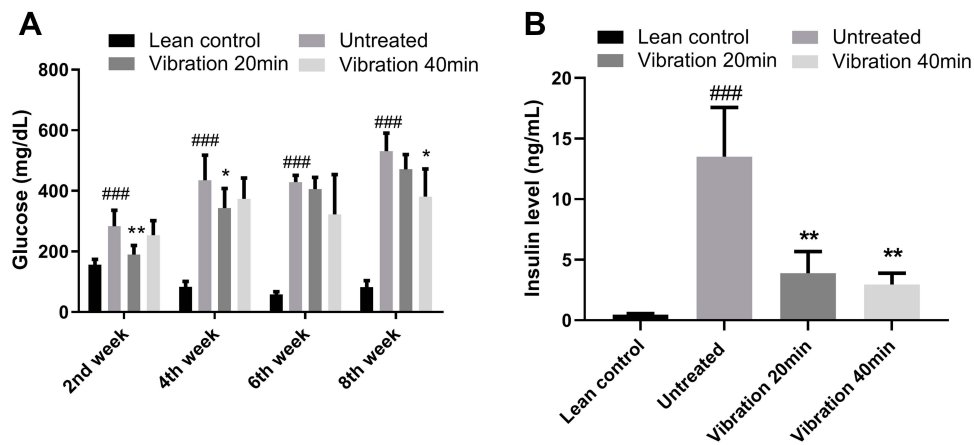 A
Lean control
Untreated
Vibration 20min
Vibration 40min
Glucose (mg/dL)
800
600
400
200
0
###
**
###
*
###
###
*
2nd week
4th week
6th week
8th week
B
Lean control
Untreated
Vibration 20min
Vibration 40min
Insulin level (ng/mL)
20
15
10
5
0
###
**
**
Lean control
Untreated
Vibration 20min
Vibration 40min